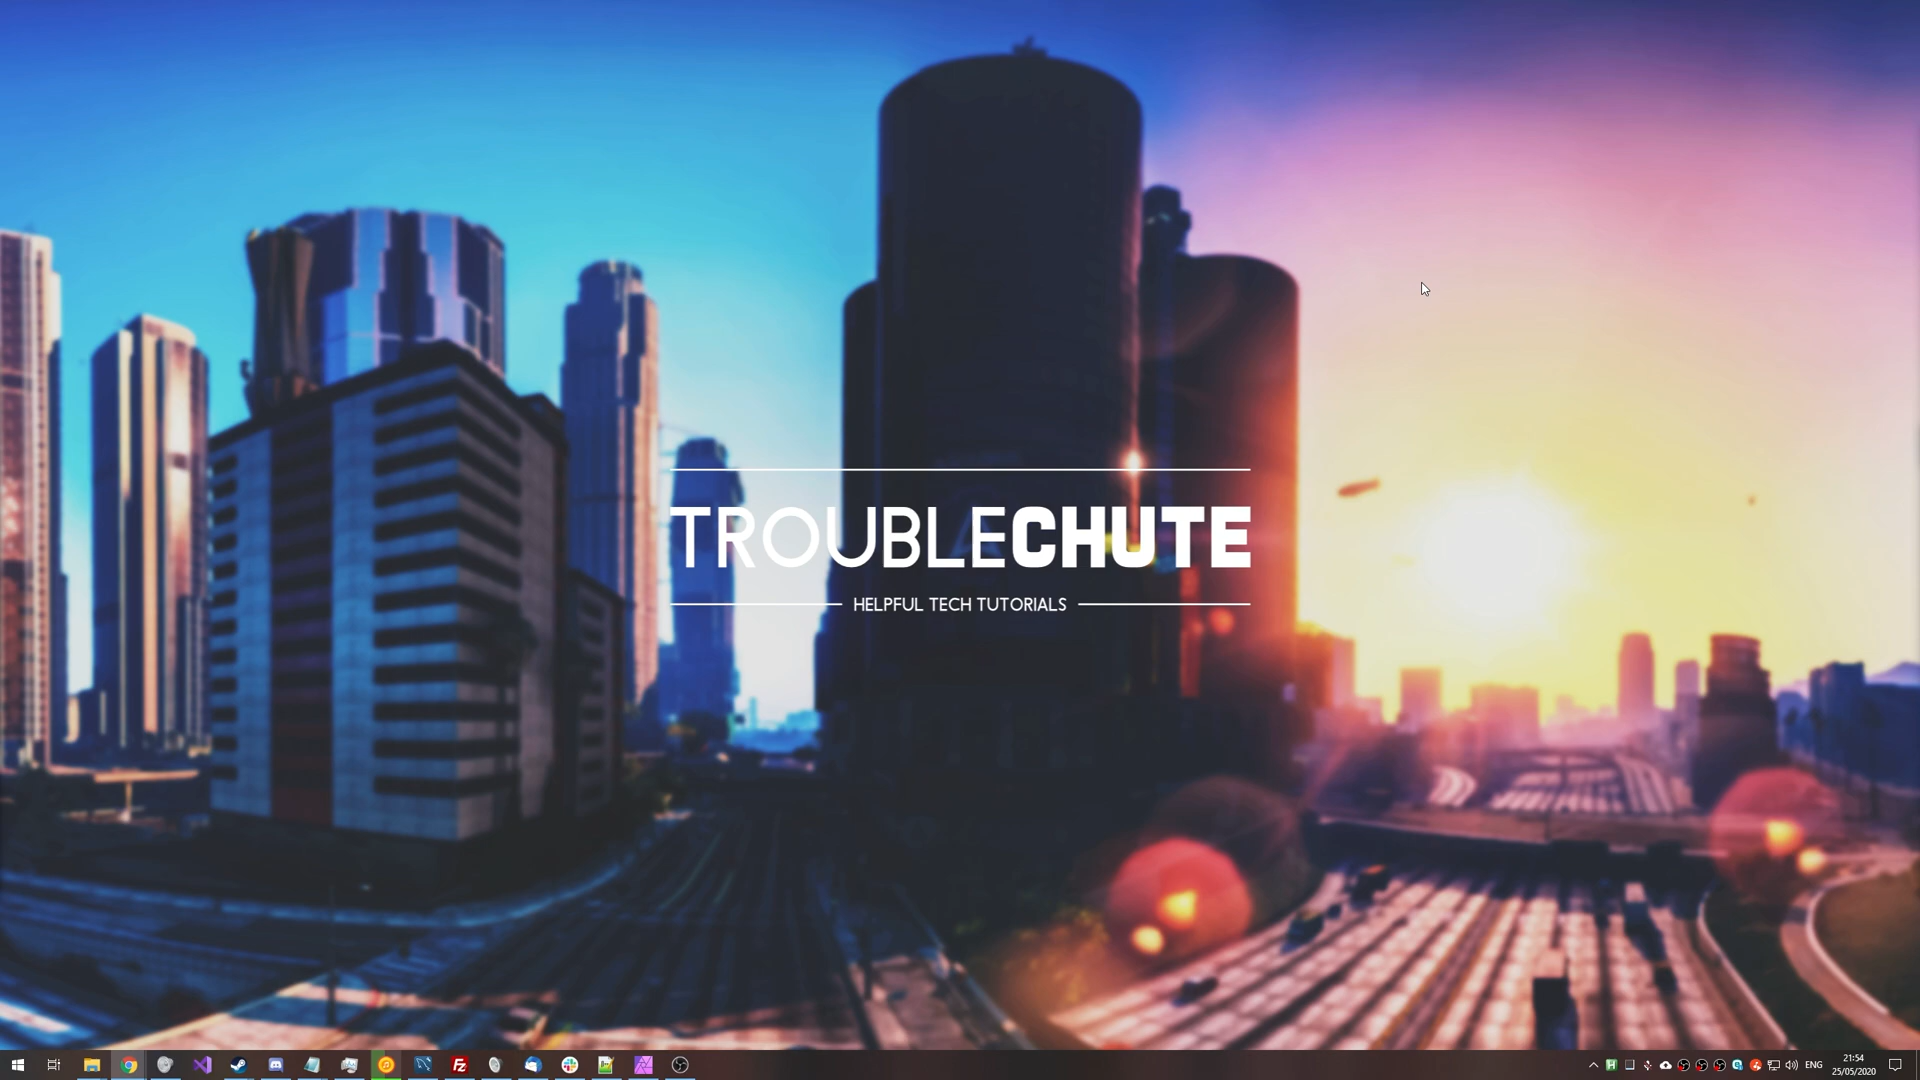 TROUBLECHUTE
HELPFUL TECH TUTORIALS
ENG
21:54
25/05/2020